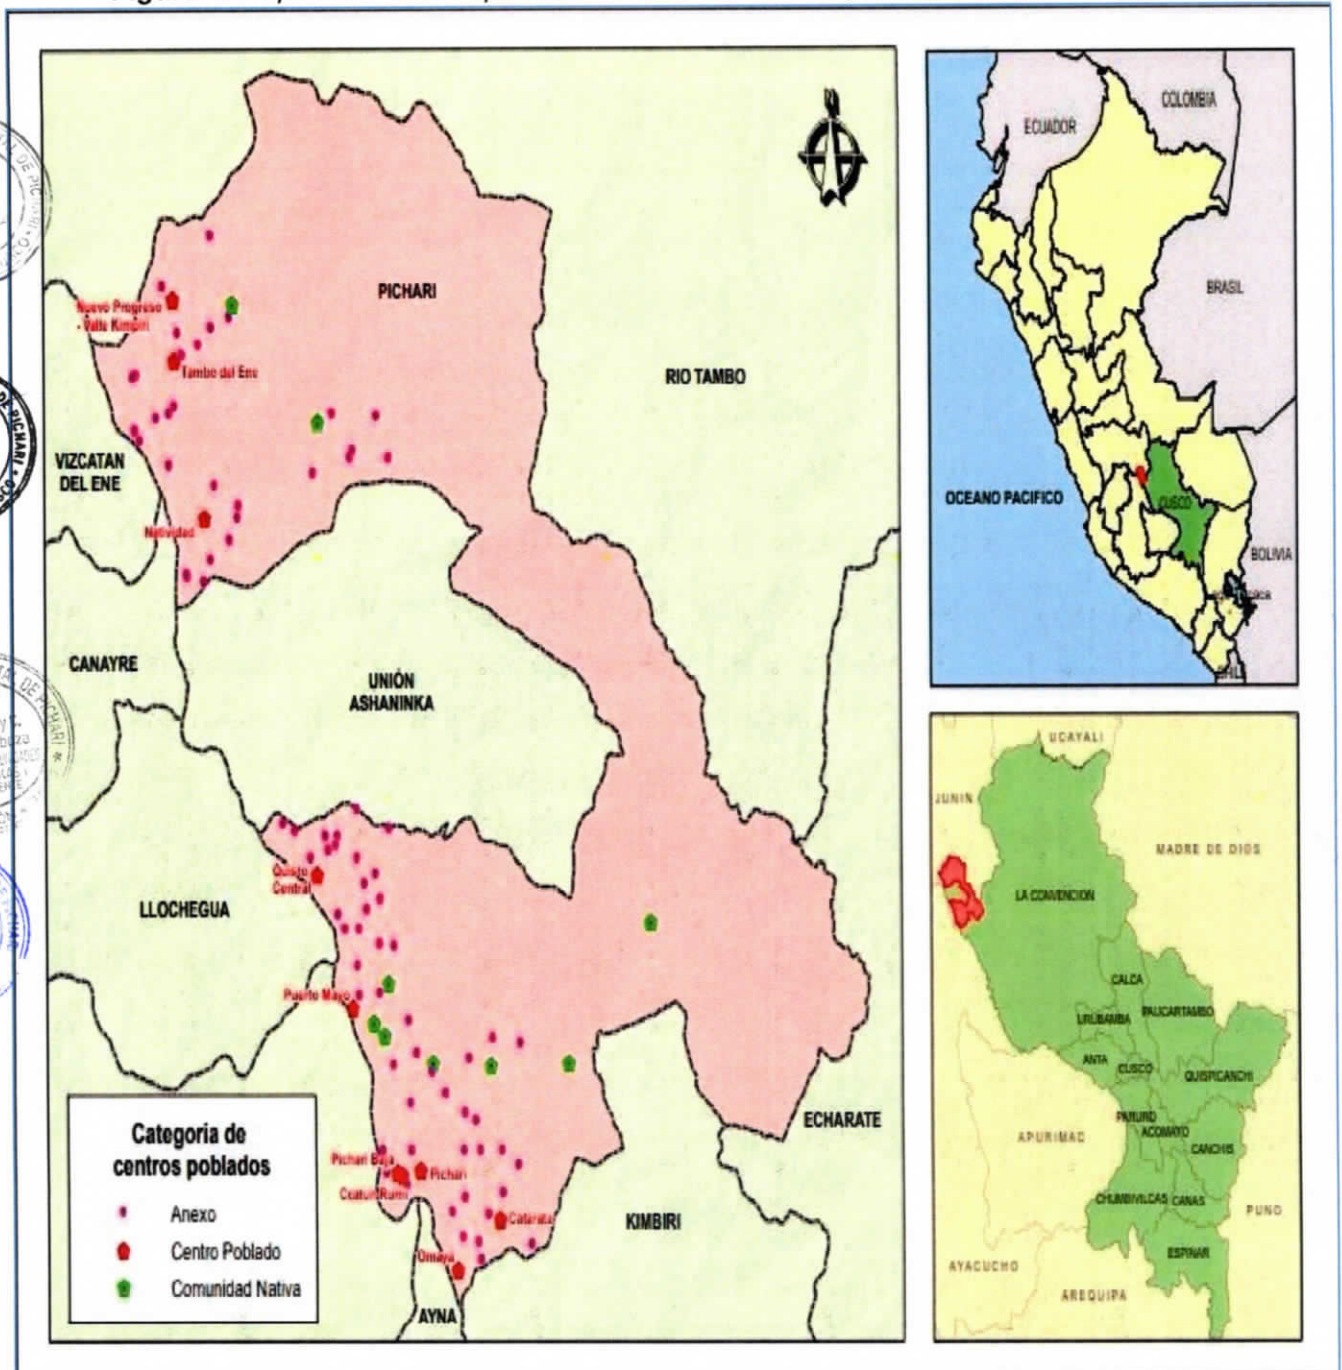 PICHARI
RIO TAMBO
Nuevo Progreso
- Valle Kimbiri
Tambo del Ene
VIZCATAN
DEL ENE
Natividad
CANAYRE
UNIÓN
ASHANINKA
Quisto
Central
LLOCHEGUA
Puerto Mayo
ECHARATE
Pichari Baja
Pichari
Ccatun Rumi
Catarata
KIMBIRI
Omaya
AYNA
Categoria de
centros poblados
Anexo
Centro Poblado
Comunidad Nativa
COLOMBIA
ECUADOR
BRASIL
OCEANO PACIFICO
CUSCO
BOLIVIA
UCAYALI
JUNIN
MADRE DE DIOS
LA CONVENCION
CALCA
PAUCARTAMBO
URUBAMBA
ANTA
CUSCO
QUISPICANCHI
PARURO
ACOMAYO
APURIMAC
CANCHIS
CHUMBIVILCAS
CANAS
PUNO
ESPINAR
AYACUCHO
AREQUIPA
DE PICHARI